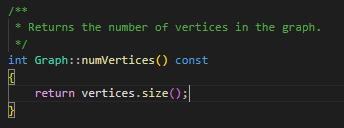 /**
 * Returns the number of vertices in the graph.
 */
int Graph::numVertices() const
{
    return vertices.size();
}